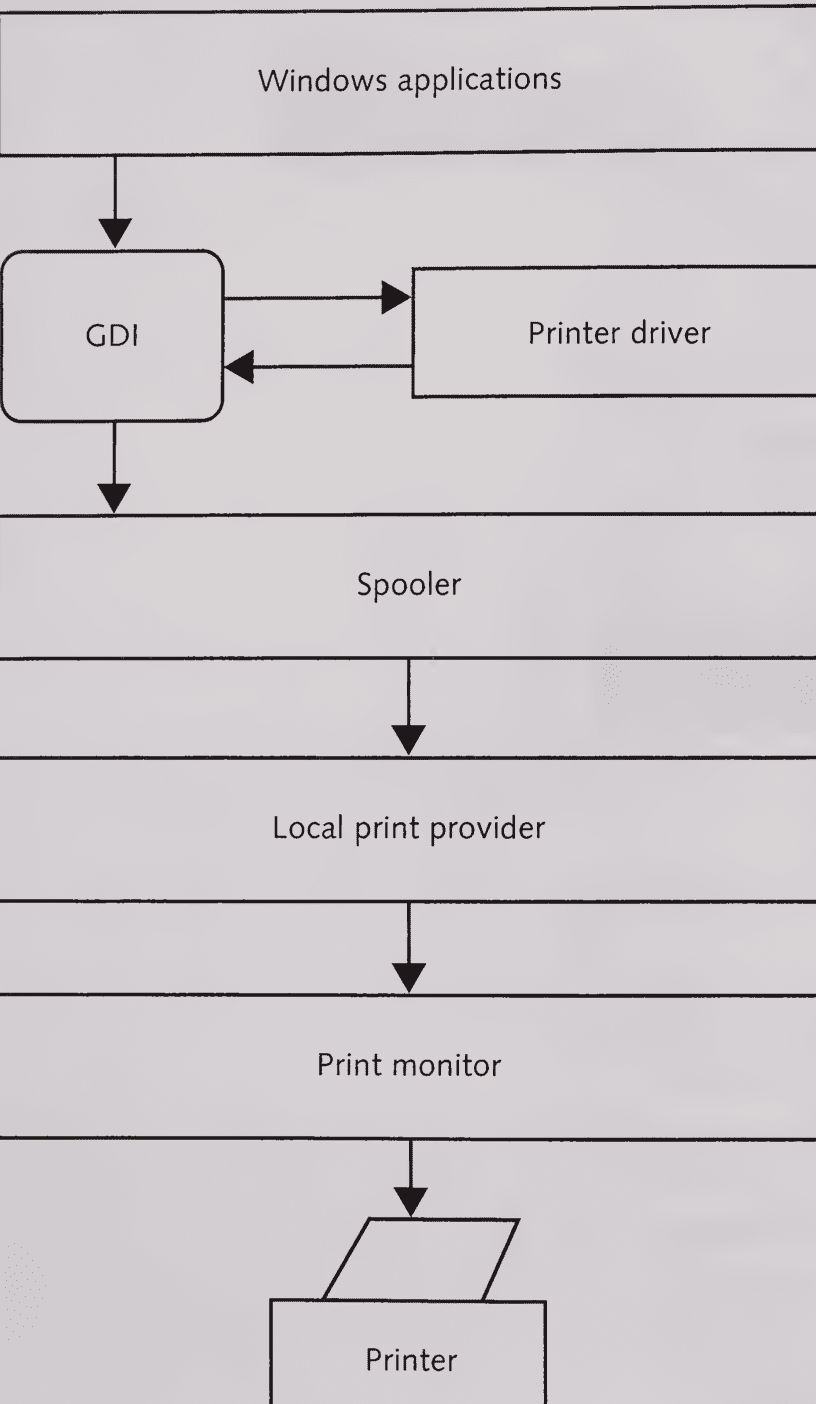 Windows applications
GDI
Printer driver
Spooler
Local print provider
Print monitor
Printer